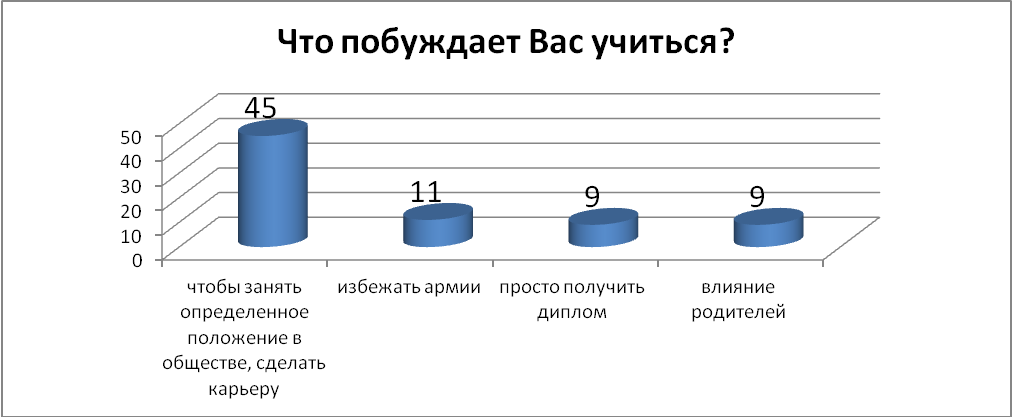 Что побуждает Вас учиться?
45
11
9
9
50
40
30
20
10
0
чтобы занять
определенное
положение в
обществе, сделать
карьеру
избежать армии
просто получить
диплом
влияние
родителей